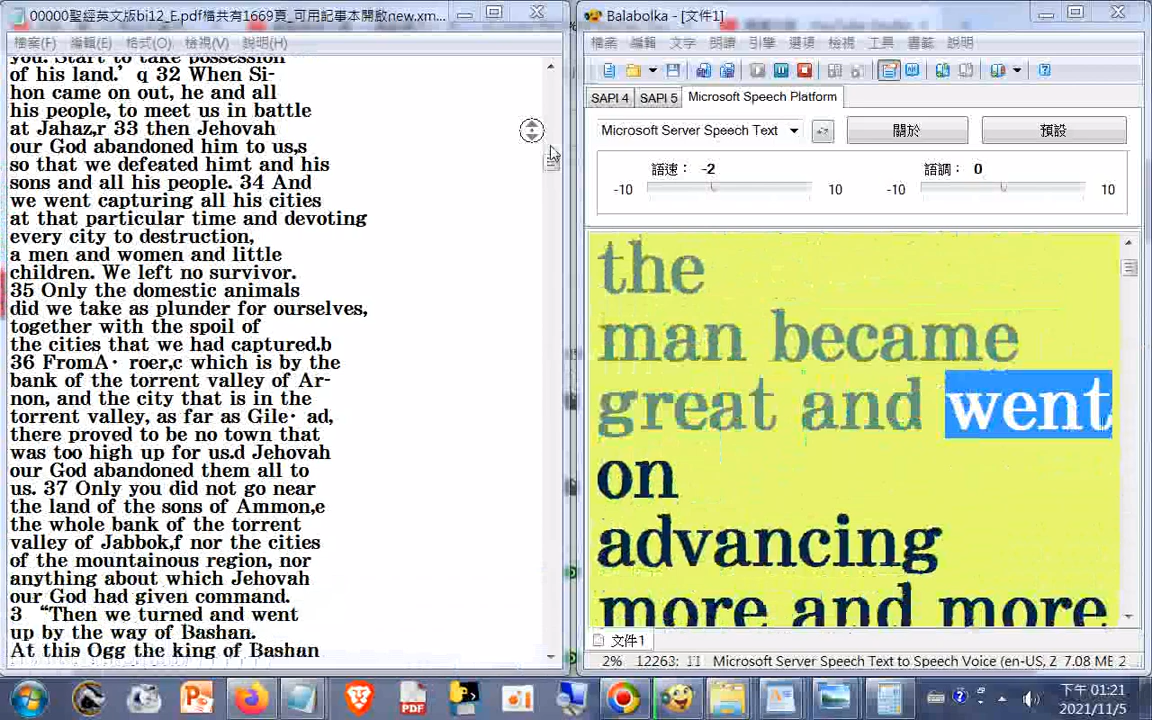 00000聖經英文版bi12_E.pdf檔共有1669頁_可用記事本開啟new.xm...
檔案(F) 編輯(E) 格式(O) 檢視(V) 說明(H)
you. Start to take possession
of his land.’ q 32 When Si-
hon came on out, he and all
his people, to meet us in battle
at Jahaz,r 33 then Jehovah
our God abandoned him to us,s
so that we defeated himt and his
sons and all his people. 34 And
we went capturing all his cities
at that particular time and devoting
every city to destruction,
a men and women and little
children. We left no survivor.
35 Only the domestic animals
did we take as plunder for ourselves,
together with the spoil of
the cities that we had captured.b
36 FromA· roer,c which is by the
bank of the torrent valley of Ar-
non, and the city that is in the
torrent valley, as far as Gile· ad,
there proved to be no town that
was too high up for us.d Jehovah
our God abandoned them all to
us. 37 Only you did not go near
the land of the sons of Ammon,e
the whole bank of the torrent
valley of Jabbok,f nor the cities
of the mountainous region, nor
anything about which Jehovah
our God had given command.
3 “Then we turned and went
up by the way of Bashan.
At this Ogg the king of Bashan
Balabolka - [文件1]
檔案 編輯 文字 朗讀 引擎 選項 檢視 工具 書籤 說明
SAPI 4 SAPI 5 Microsoft Speech Platform
Microsoft Server Speech Text 關於 預設
語速： -2 語調： 0
-10 10 -10 10
the
man became
great and went
on
advancing
more and more
文件1
2% 12263: 11 Microsoft Server Speech Text to Speech Voice (en-US, Z 7.08 MB 2
PDF
下午 01:21
2021/11/5